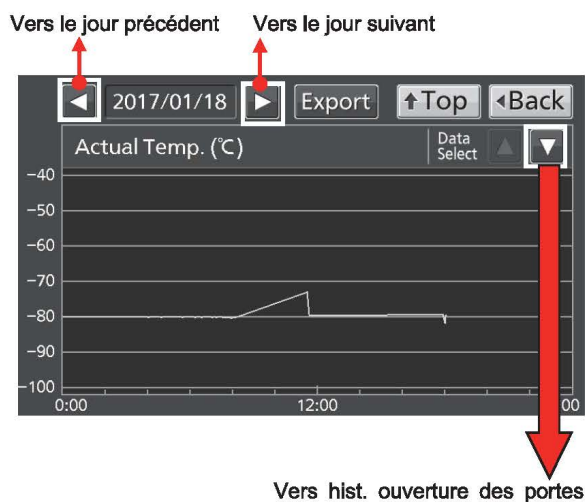 Vers le jour précédent Vers le jour suivant
◀ 2017/01/18 ▶ Export ↑Top ◀Back
Actual Temp. (℃) Data Select ▲ ▼
-40
-50
-60
-70
-80
-90
-100
0:00 12:00 00
Vers hist. ouverture des portes